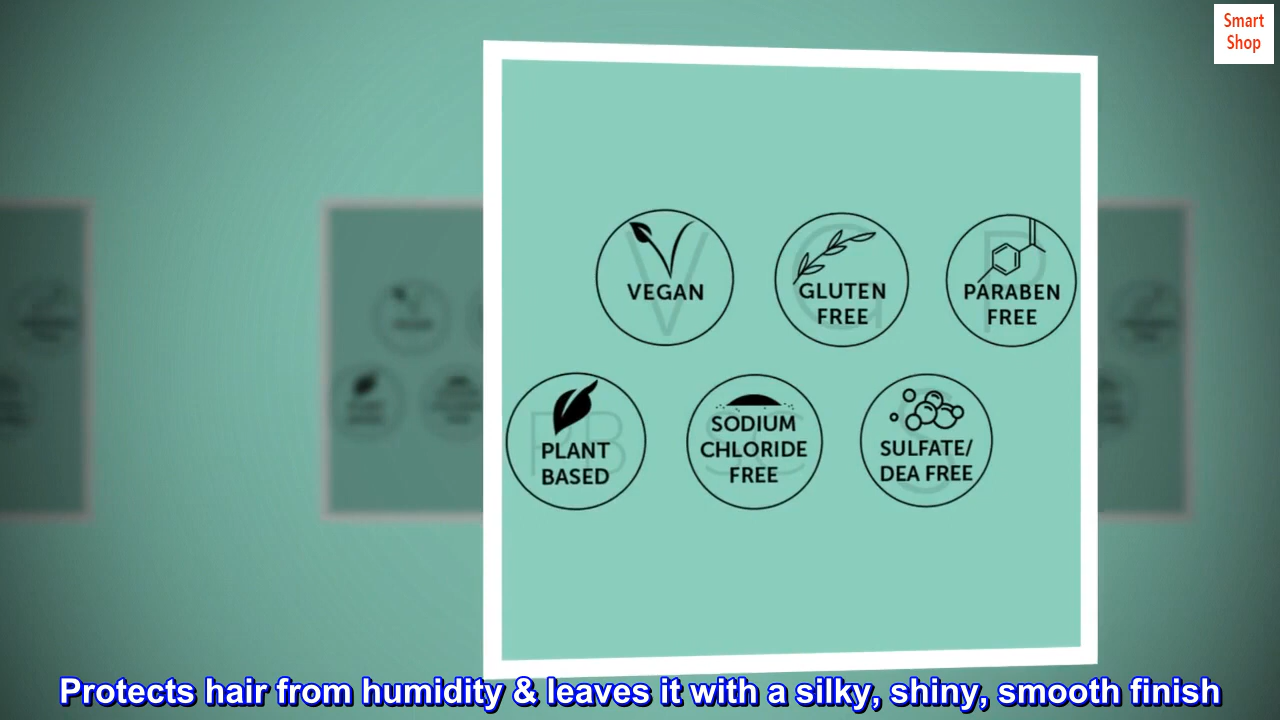 Smart
Shop
VEGAN
GLUTEN
FREE
PARABEN
FREE
PLANT
BASED
SODIUM
CHLORIDE
FREE
SULFATE/
DEA FREE
Protects hair from humidity & leaves it with a silky, shiny, smooth finish